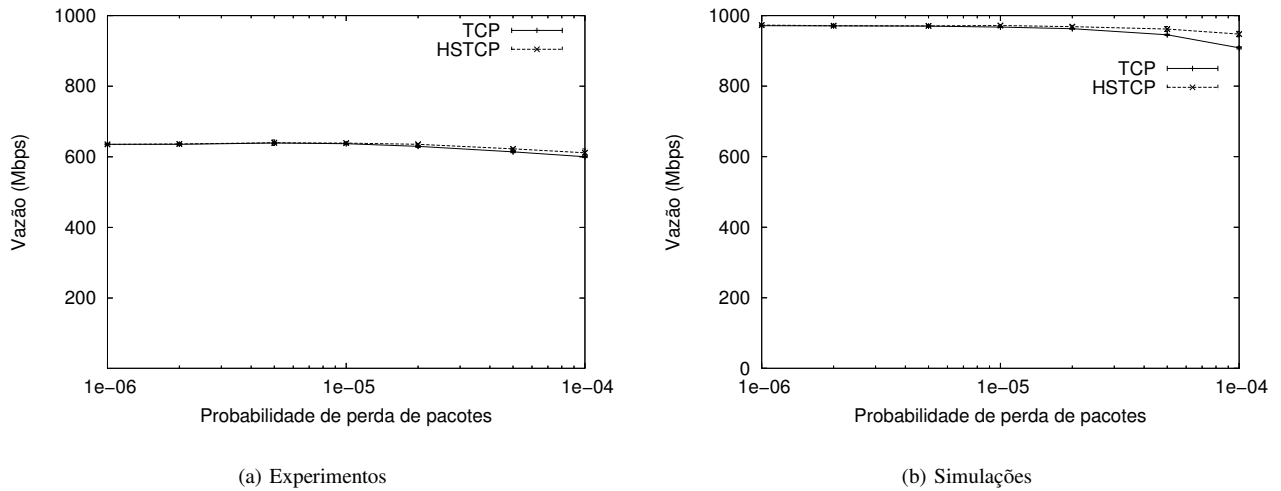 1000
800
600
400
200
1e−06
1e−05
1e−04
Vazão (Mbps)
Probabilidade de perda de pacotes
TCP
HSTCP
(a) Experimentos
1000
800
600
400
200
0
1e−06
1e−05
1e−04
Vazão (Mbps)
Probabilidade de perda de pacotes
TCP
HSTCP
(b) Simulações